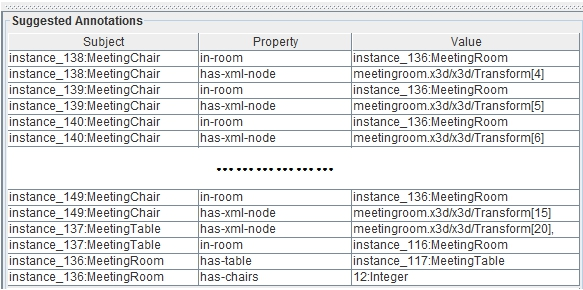 Suggested Annotations
Subject Property Value
instance_138:MeetingChair in-room instance_136:MeetingRoom
instance_138:MeetingChair has-xml-node meetingroom.x3d/x3d/Transform[4]
instance_139:MeetingChair in-room instance_136:MeetingRoom
instance_139:MeetingChair has-xml-node meetingroom.x3d/x3d/Transform[5]
instance_140:MeetingChair in-room instance_136:MeetingRoom
instance_140:MeetingChair has-xml-node meetingroom.x3d/x3d/Transform[6]
………………
instance_149:MeetingChair in-room instance_136:MeetingRoom
instance_149:MeetingChair has-xml-node meetingroom.x3d/x3d/Transform[15]
instance_137:MeetingTable has-xml-node meetingroom.x3d/x3d/Transform[20],
instance_137:MeetingTable in-room instance_116:MeetingRoom
instance_136:MeetingRoom has-table instance_117:MeetingTable
instance_136:MeetingRoom has-chairs 12:Integer